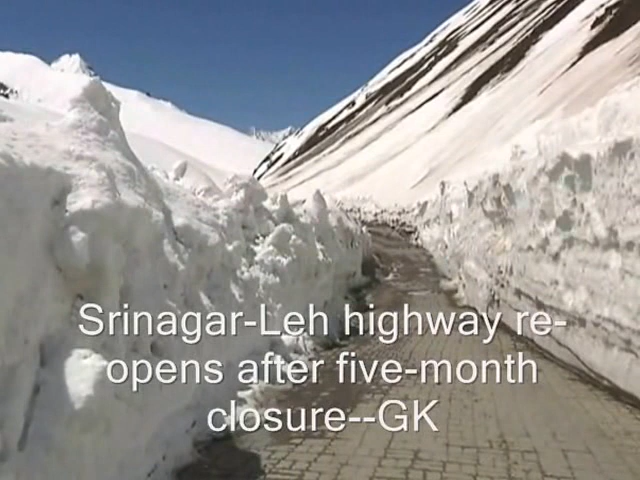 Srinagar-Leh highway re-
opens after five-month
closure--GK